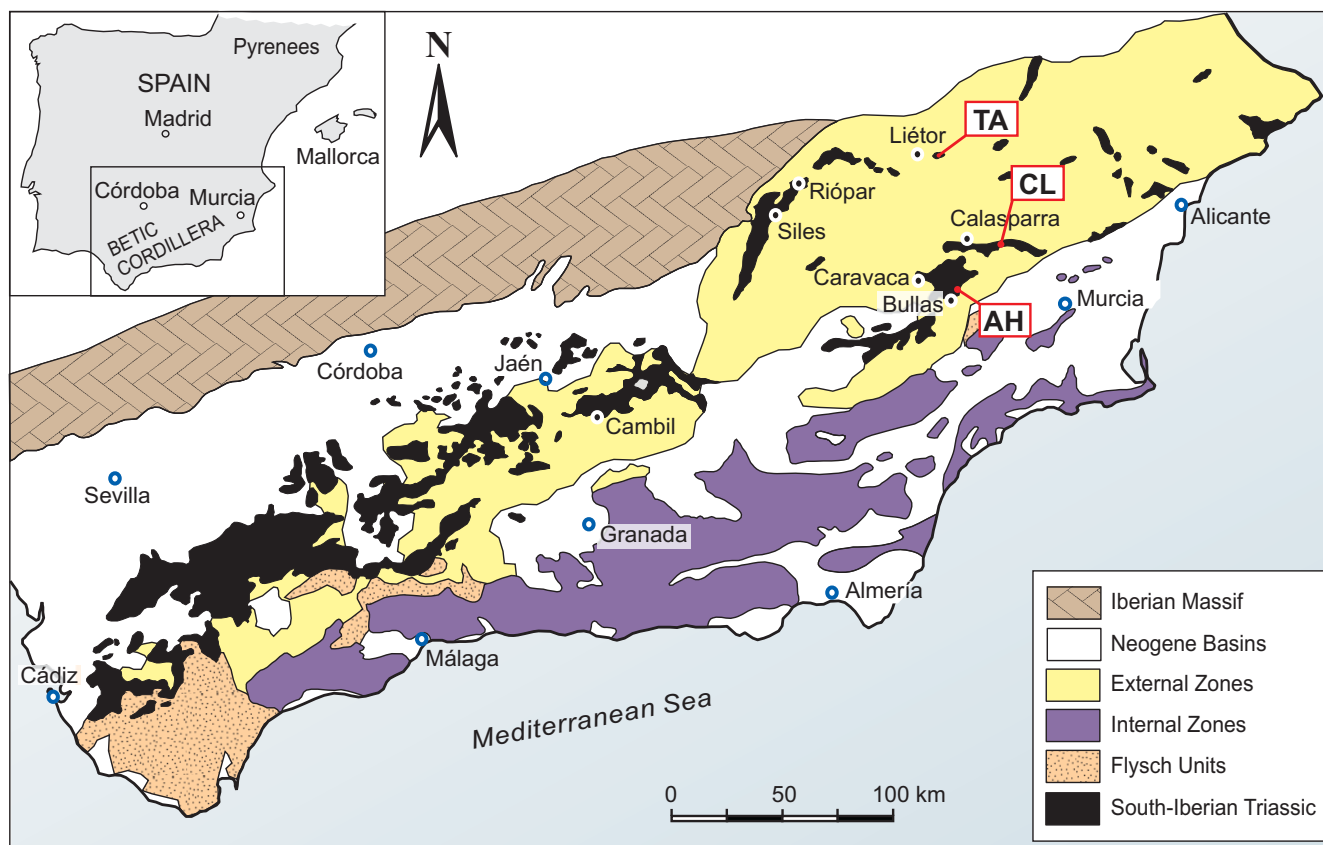 Pyrenees
SPAIN
Madrid
Mallorca
Córdoba
Murcia
BETIC
CORDILLERA
N
TA
Liétor
CL
Riópar
Siles
Calasparra
Alicante
Caravaca
Bullas
Murcia
AH
Córdoba
Jaén
Cambil
Sevilla
Granada
Almería
Málaga
Cádiz
Mediterranean Sea
0 50 100 km
Iberian Massif
Neogene Basins
External Zones
Internal Zones
Flysch Units
South-Iberian Triassic